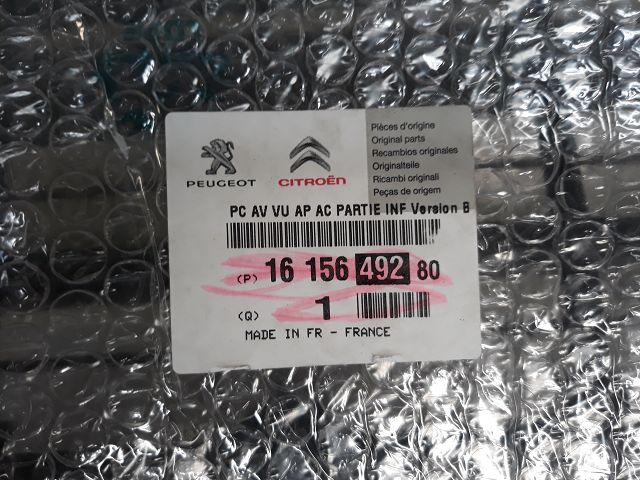 PEUGEOT
CITROËN
Pièces d'origine
Original parts
Recambios originales
Originalteile
Ricambi originali
Peças de origem
PC AV VU AP AC PARTIE INF Version B
(P) 16 156 492 80
(Q) 1
MADE IN FR - FRANCE